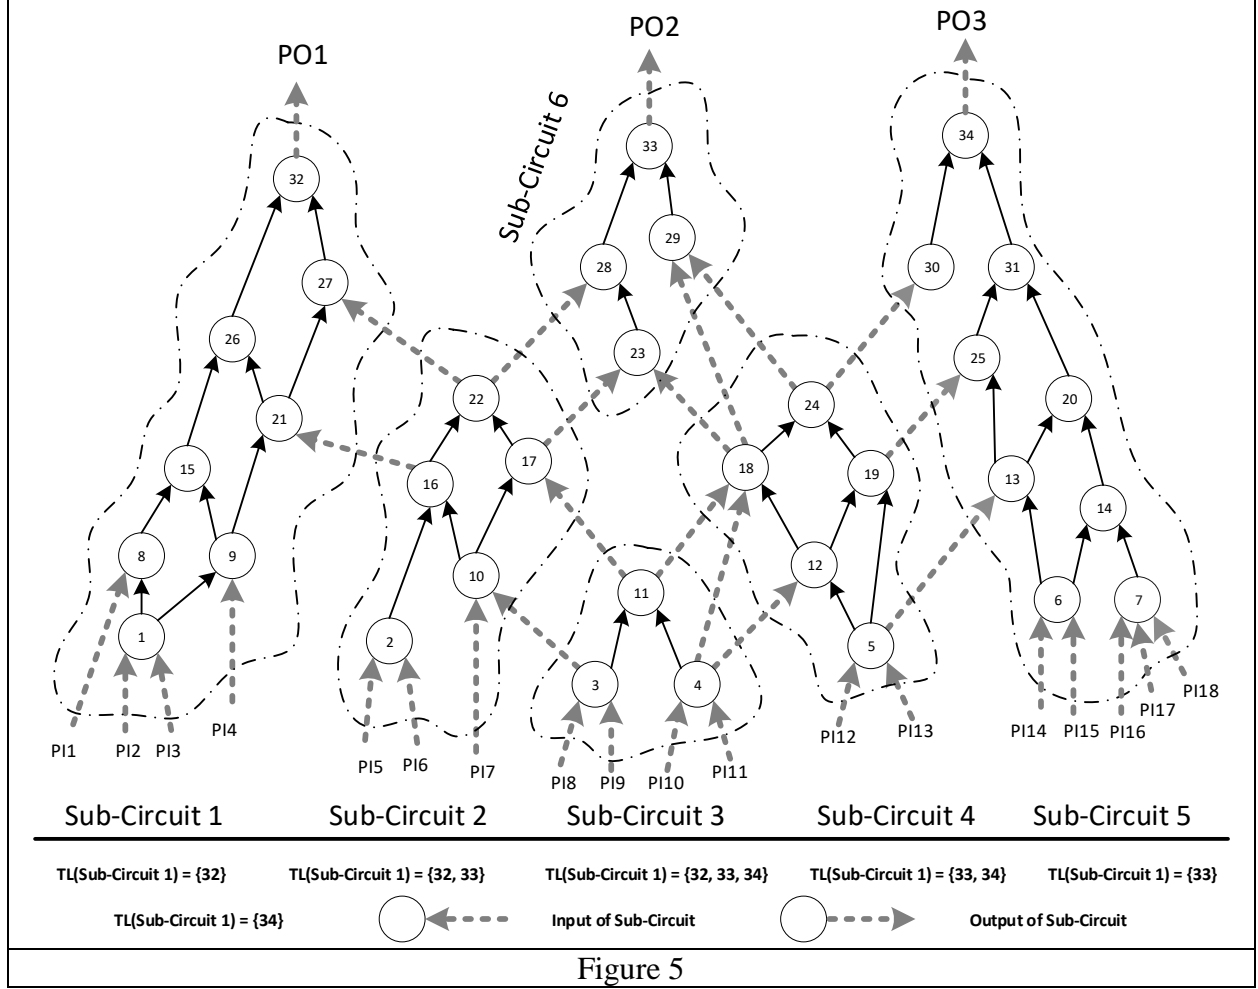 PO1
PO2
PO3
Sub-Circuit 6
33
34
32
29
28
30
31
27
26
23
25
22
24
20
21
15
16
17
18
19
13
14
8
9
10
11
12
6
7
1
2
3
4
5
PI1
PI2
PI3
PI4
PI5
PI6
PI7
PI8
PI9
PI10
PI11
PI12
PI13
PI14
PI15
PI16
PI17
PI18
Sub-Circuit 1
Sub-Circuit 2
Sub-Circuit 3
Sub-Circuit 4
Sub-Circuit 5
TL(Sub-Circuit 1) = {32}
TL(Sub-Circuit 1) = {32, 33}
TL(Sub-Circuit 1) = {32, 33, 34}
TL(Sub-Circuit 1) = {33, 34}
TL(Sub-Circuit 1) = {33}
TL(Sub-Circuit 1) = {34}
Input of Sub-Circuit
Output of Sub-Circuit
Figure 5